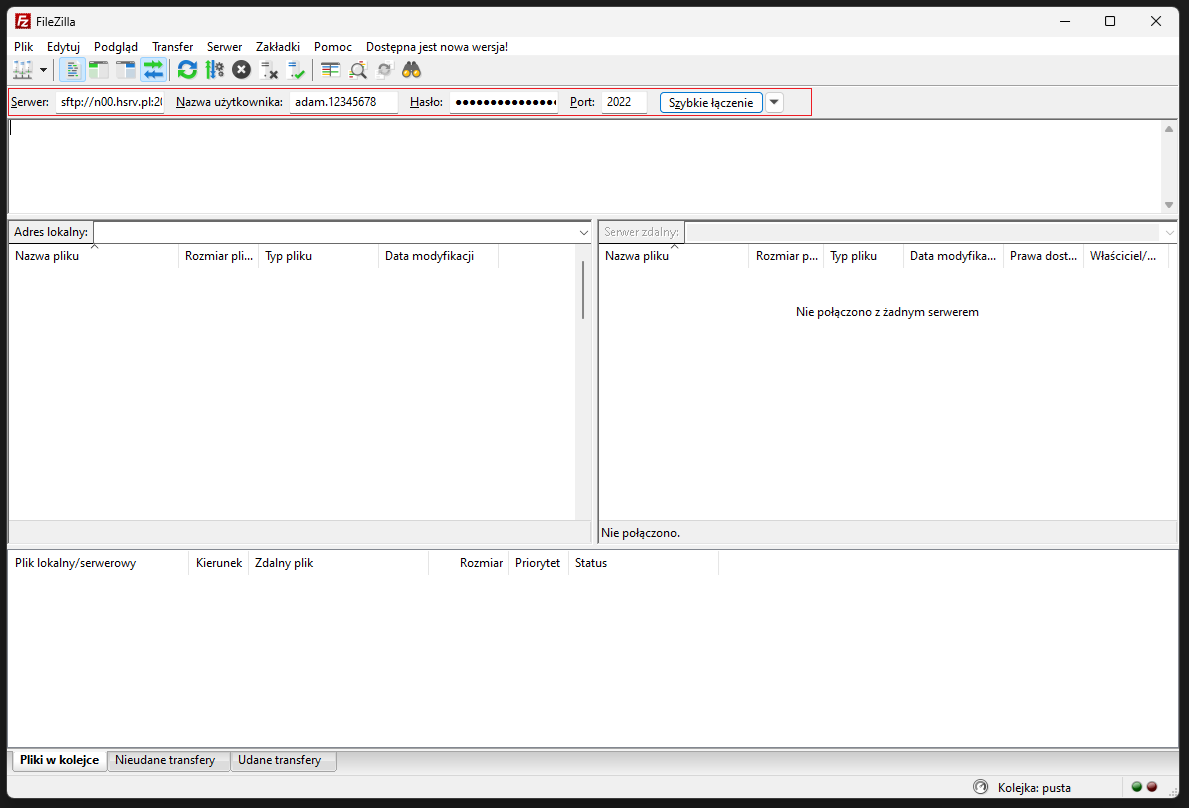 FileZilla
Plik Edytuj Podgląd Transfer Serwer Zakładki Pomoc Dostępna jest nowa wersja!
Serwer: sftp://n00.hsrv.pl:20 Nazwa użytkownika: adam.12345678 Hasło: ●●●●●●●●●●●●●●● Port: 2022 Szybkie łączenie
Adres lokalny: Serwer zdalny:
Nazwa pliku Rozmiar pli... Typ pliku Data modyfikacji Nazwa pliku Rozmiar p... Typ pliku Data modyfika... Prawa dost... Właściciel/...
Nie połączono z żadnym serwerem
Nie połączono.
Plik lokalny/serwerowy Kierunek Zdalny plik Rozmiar Priorytet Status
Pliki w kolejce Nieudane transfery Udane transfery
Kolejka: pusta